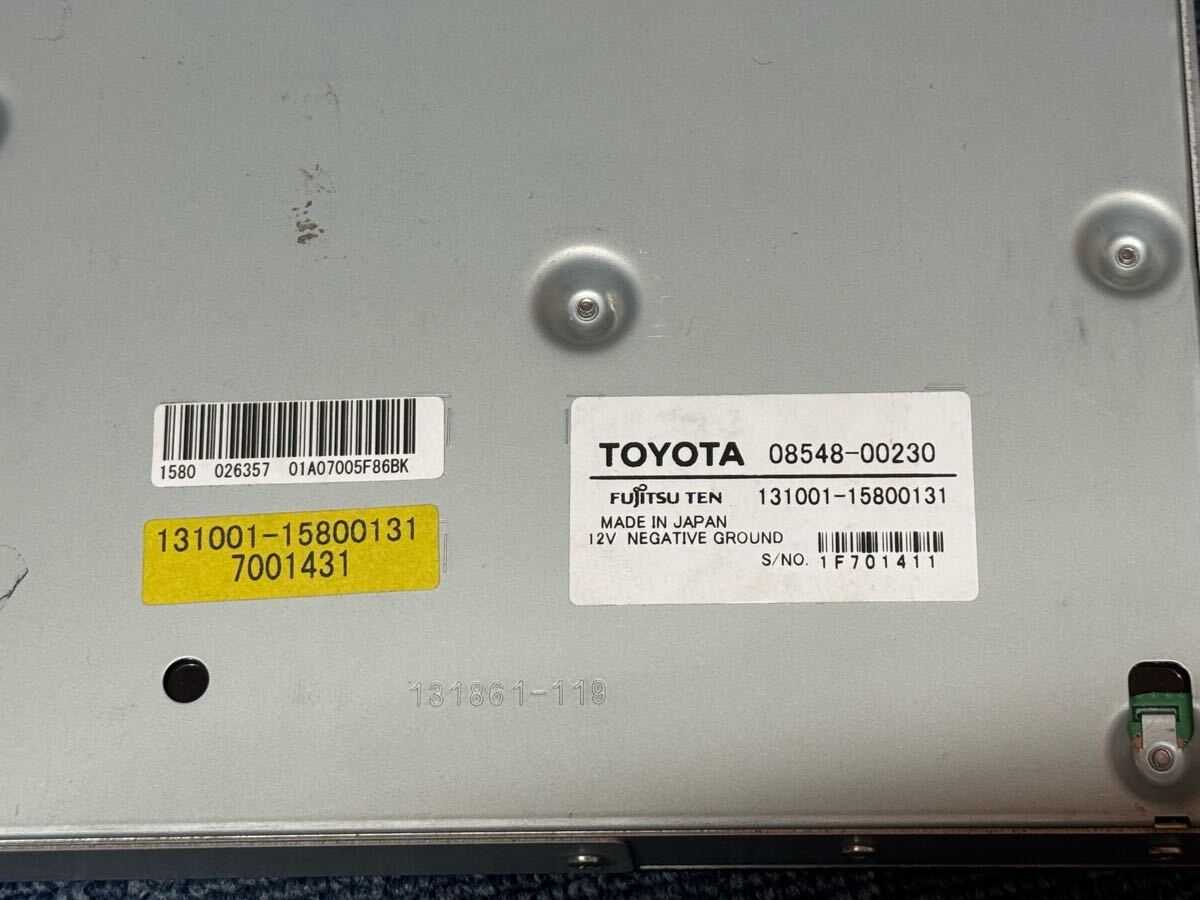 1580 026357 01A07005F86BK
131001-15800131
7001431
TOYOTA 08548-00230
FUJITSU TEN 131001-15800131
MADE IN JAPAN
12V NEGATIVE GROUND
S/NO. 1F701411
131861-119